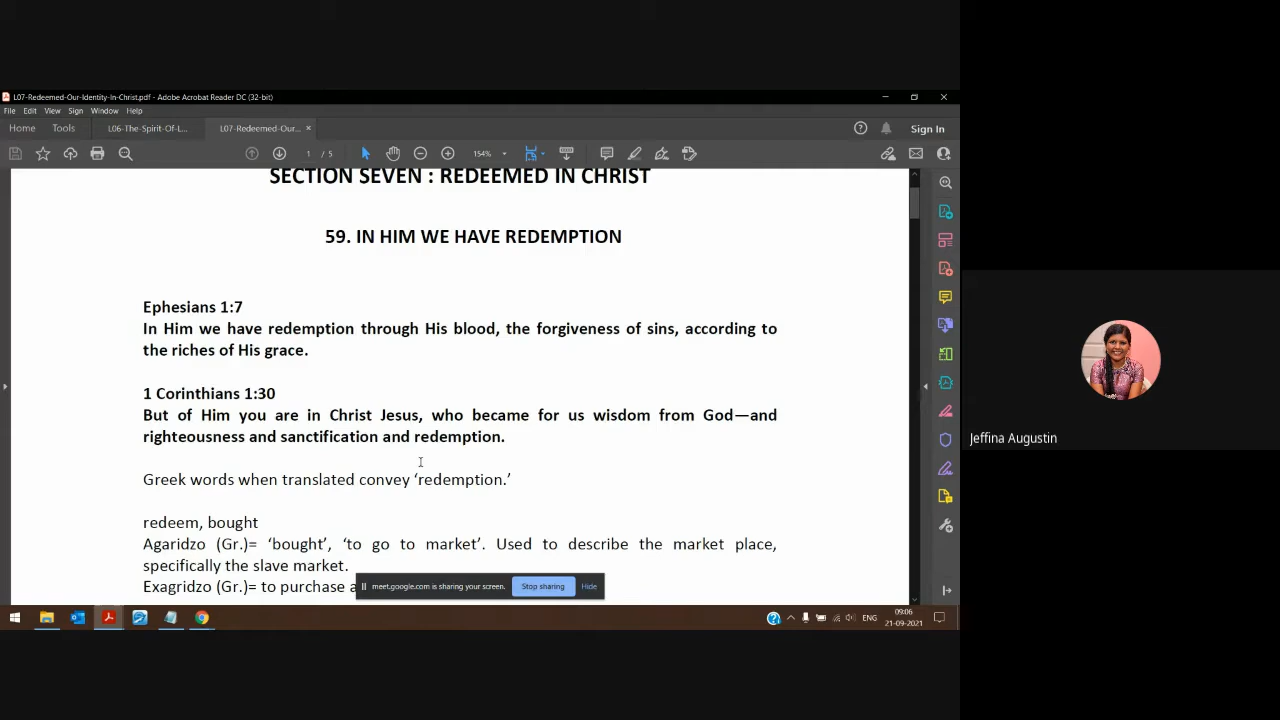 L07-Redeemed-Our-Identity-In-Christ.pdf - Adobe Acrobat Reader DC (32-bit)
File Edit View Sign Window Help
Home Tools L06-The-Spirit-Of-L... L07-Redeemed-Our... × Sign In
1 / 5 154%
SECTION SEVEN : REDEEMED IN CHRIST
59. IN HIM WE HAVE REDEMPTION
Ephesians 1:7
In Him we have redemption through His blood, the forgiveness of sins, according to
the riches of His grace.
1 Corinthians 1:30
But of Him you are in Christ Jesus, who became for us wisdom from God—and
righteousness and sanctification and redemption.
Greek words when translated convey ‘redemption.’
redeem, bought
Agaridzo (Gr.)= ‘bought’, ‘to go to market’. Used to describe the market place,
specifically the slave market.
Exagridzo (Gr.)= to purchase a
meet.google.com is sharing your screen. Stop sharing Hide
Jeffina Augustin
ENG 09:06
21-09-2021